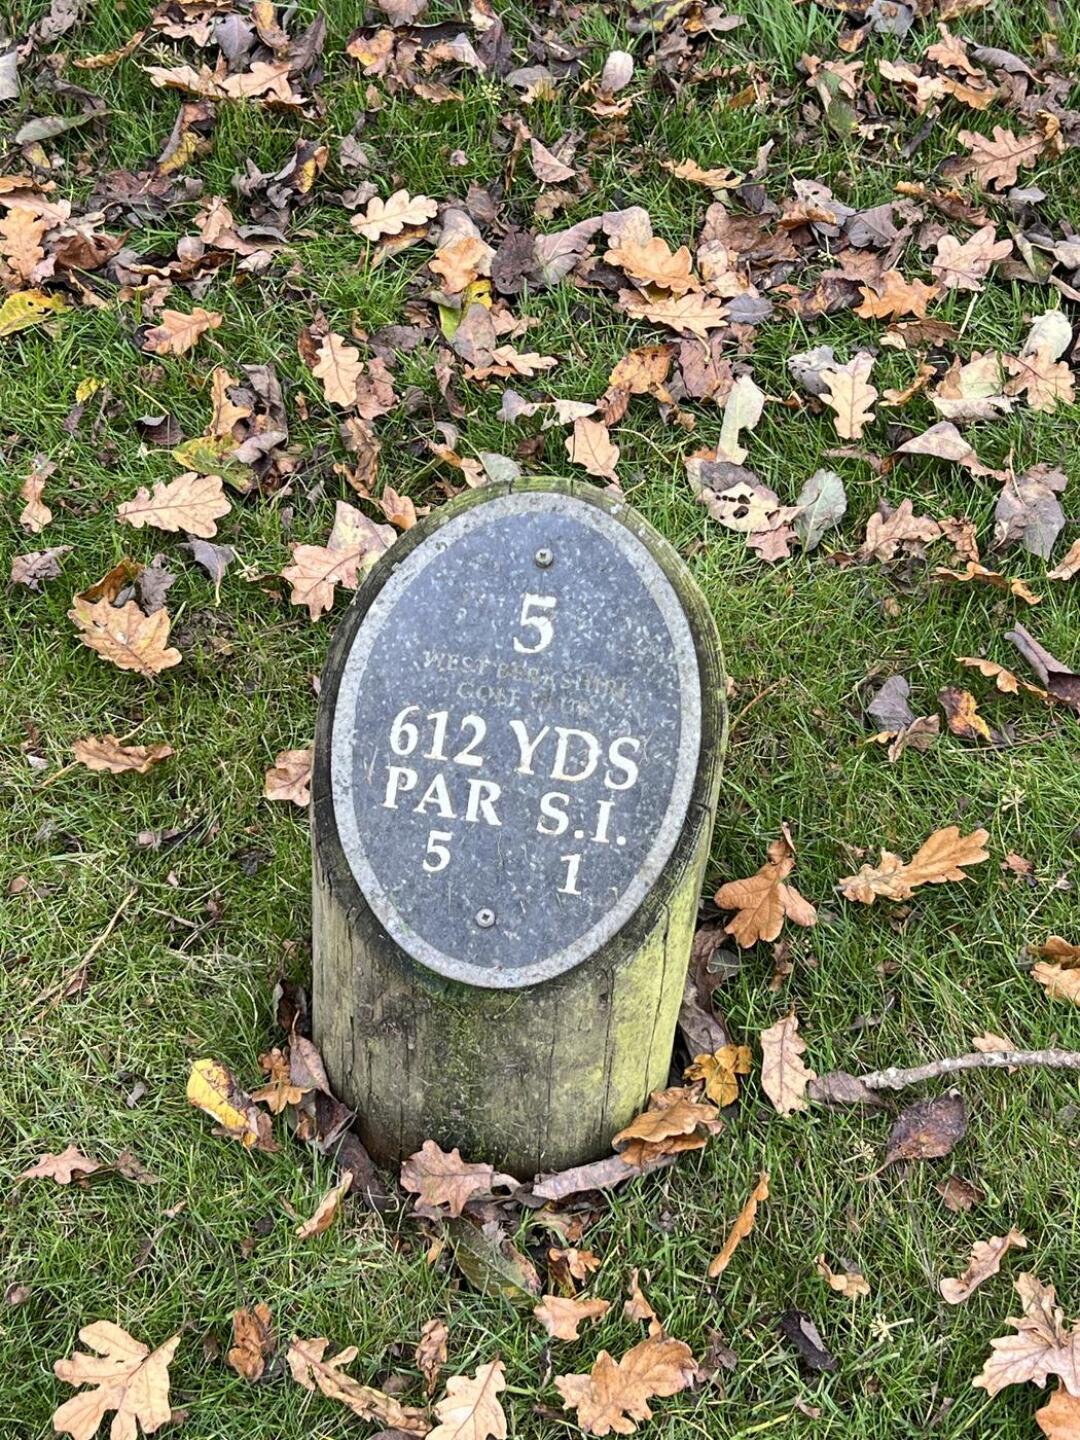 5
WEST BERKSHIRE
GOLF CLUB
612 YDS
PAR S.I.
5 1